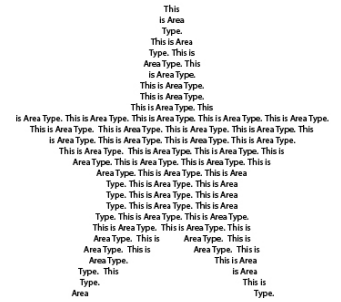 This
is Area
Type.
This is Area
Type. This is
Area Type. This
is Area Type.
This is Area Type.
This is Area Type.
This is Area Type. This
is Area Type. This is Area Type. This is Area Type. This is Area Type. This is Area Type.
This is Area Type. This is Area Type. This is Area Type. This is Area Type. This
is Area Type. This is Area Type. This is Area Type. This is Area Type.
This is Area Type. This is Area Type. This is Area Type. This is
Area Type. This is Area Type. This is Area Type. This is
Area Type. This is Area Type. This is Area
Type. This is Area Type. This is Area
Type. This is Area Type. This is Area
Type. This is Area Type. This is Area
Type. This is Area Type. This is Area Type.
This is Area Type. This is Area Type. This is
Area Type. This is Area Type. This is
Area Type. This is Area Type. This is
Area Type. This is Area
Type. This is Area
Type. This is
Area Type.